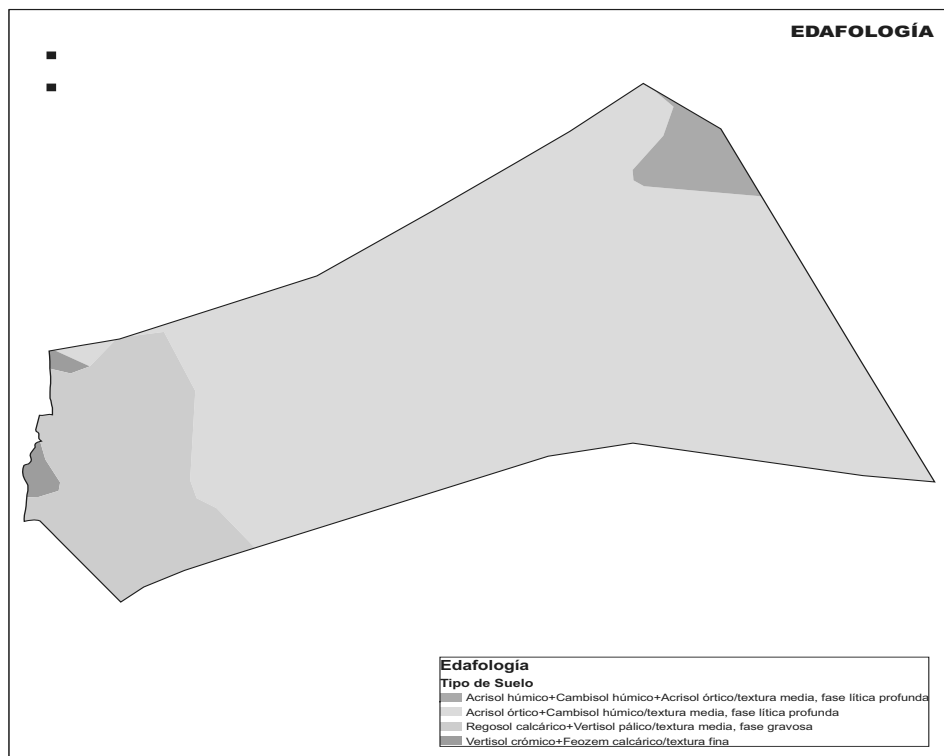 EDAFOLOGÍA
Edafología
Tipo de Suelo
Acrisol húmico+Cambisol húmico+Acrisol órtico/textura media, fase lítica profunda
Acrisol órtico+Cambisol húmico/textura media, fase lítica profunda
Regosol calcárico+Vertisol pálico/textura media, fase gravosa
Vertisol crómico+Feozem calcárico/textura fina